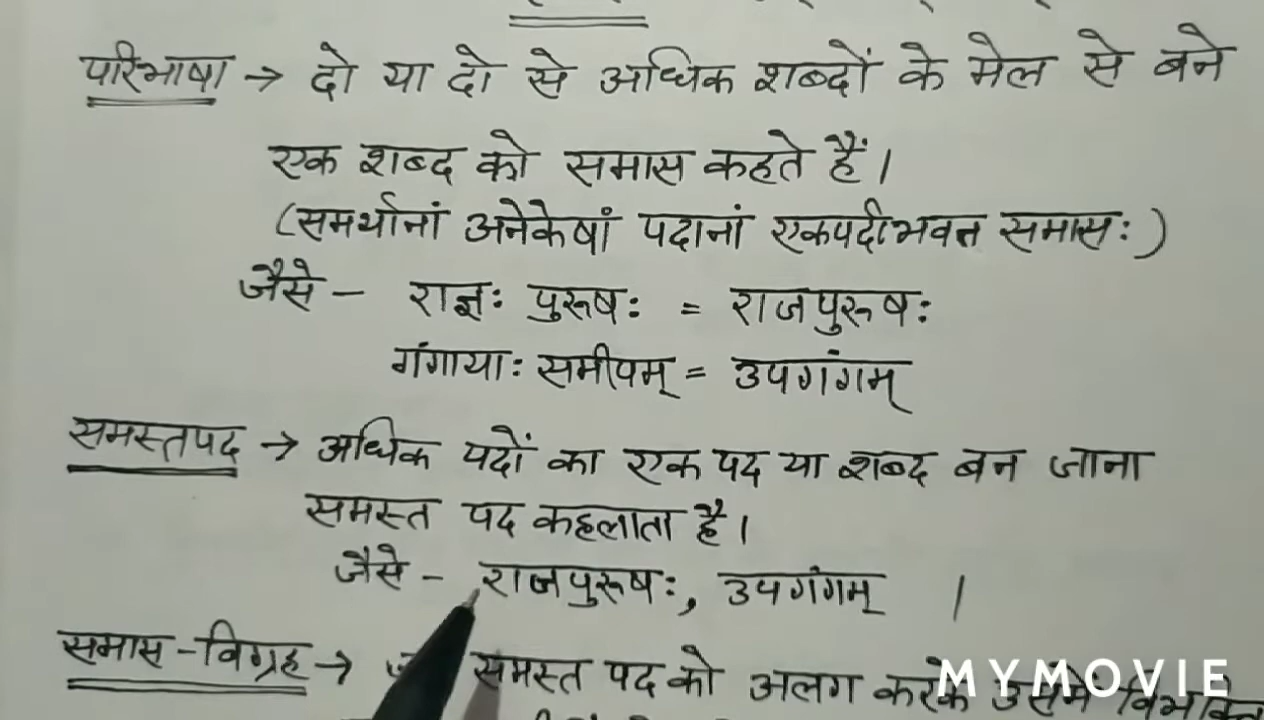 परिभाषा → दो या दो से अधिक शब्दों के मेल से बने
एक शब्द को समास कहते हैं।
(समर्थानां अनेकेषां पदानां एकपदीभवन समासः)
जैसे - राज्ञः पुरूषः = राजपुरूषः
गंगायाः समीपम् = उपगंगम्
समस्तपद → अधिक पदों का एक पद या शब्द बन जाना
समस्त पद कहलाता है।
जैसे - राजपुरूषः, उपगंगम् ।
समास-विग्रह → समस्त पद को अलग करके उसमें विभक्ति
MYMOVIE